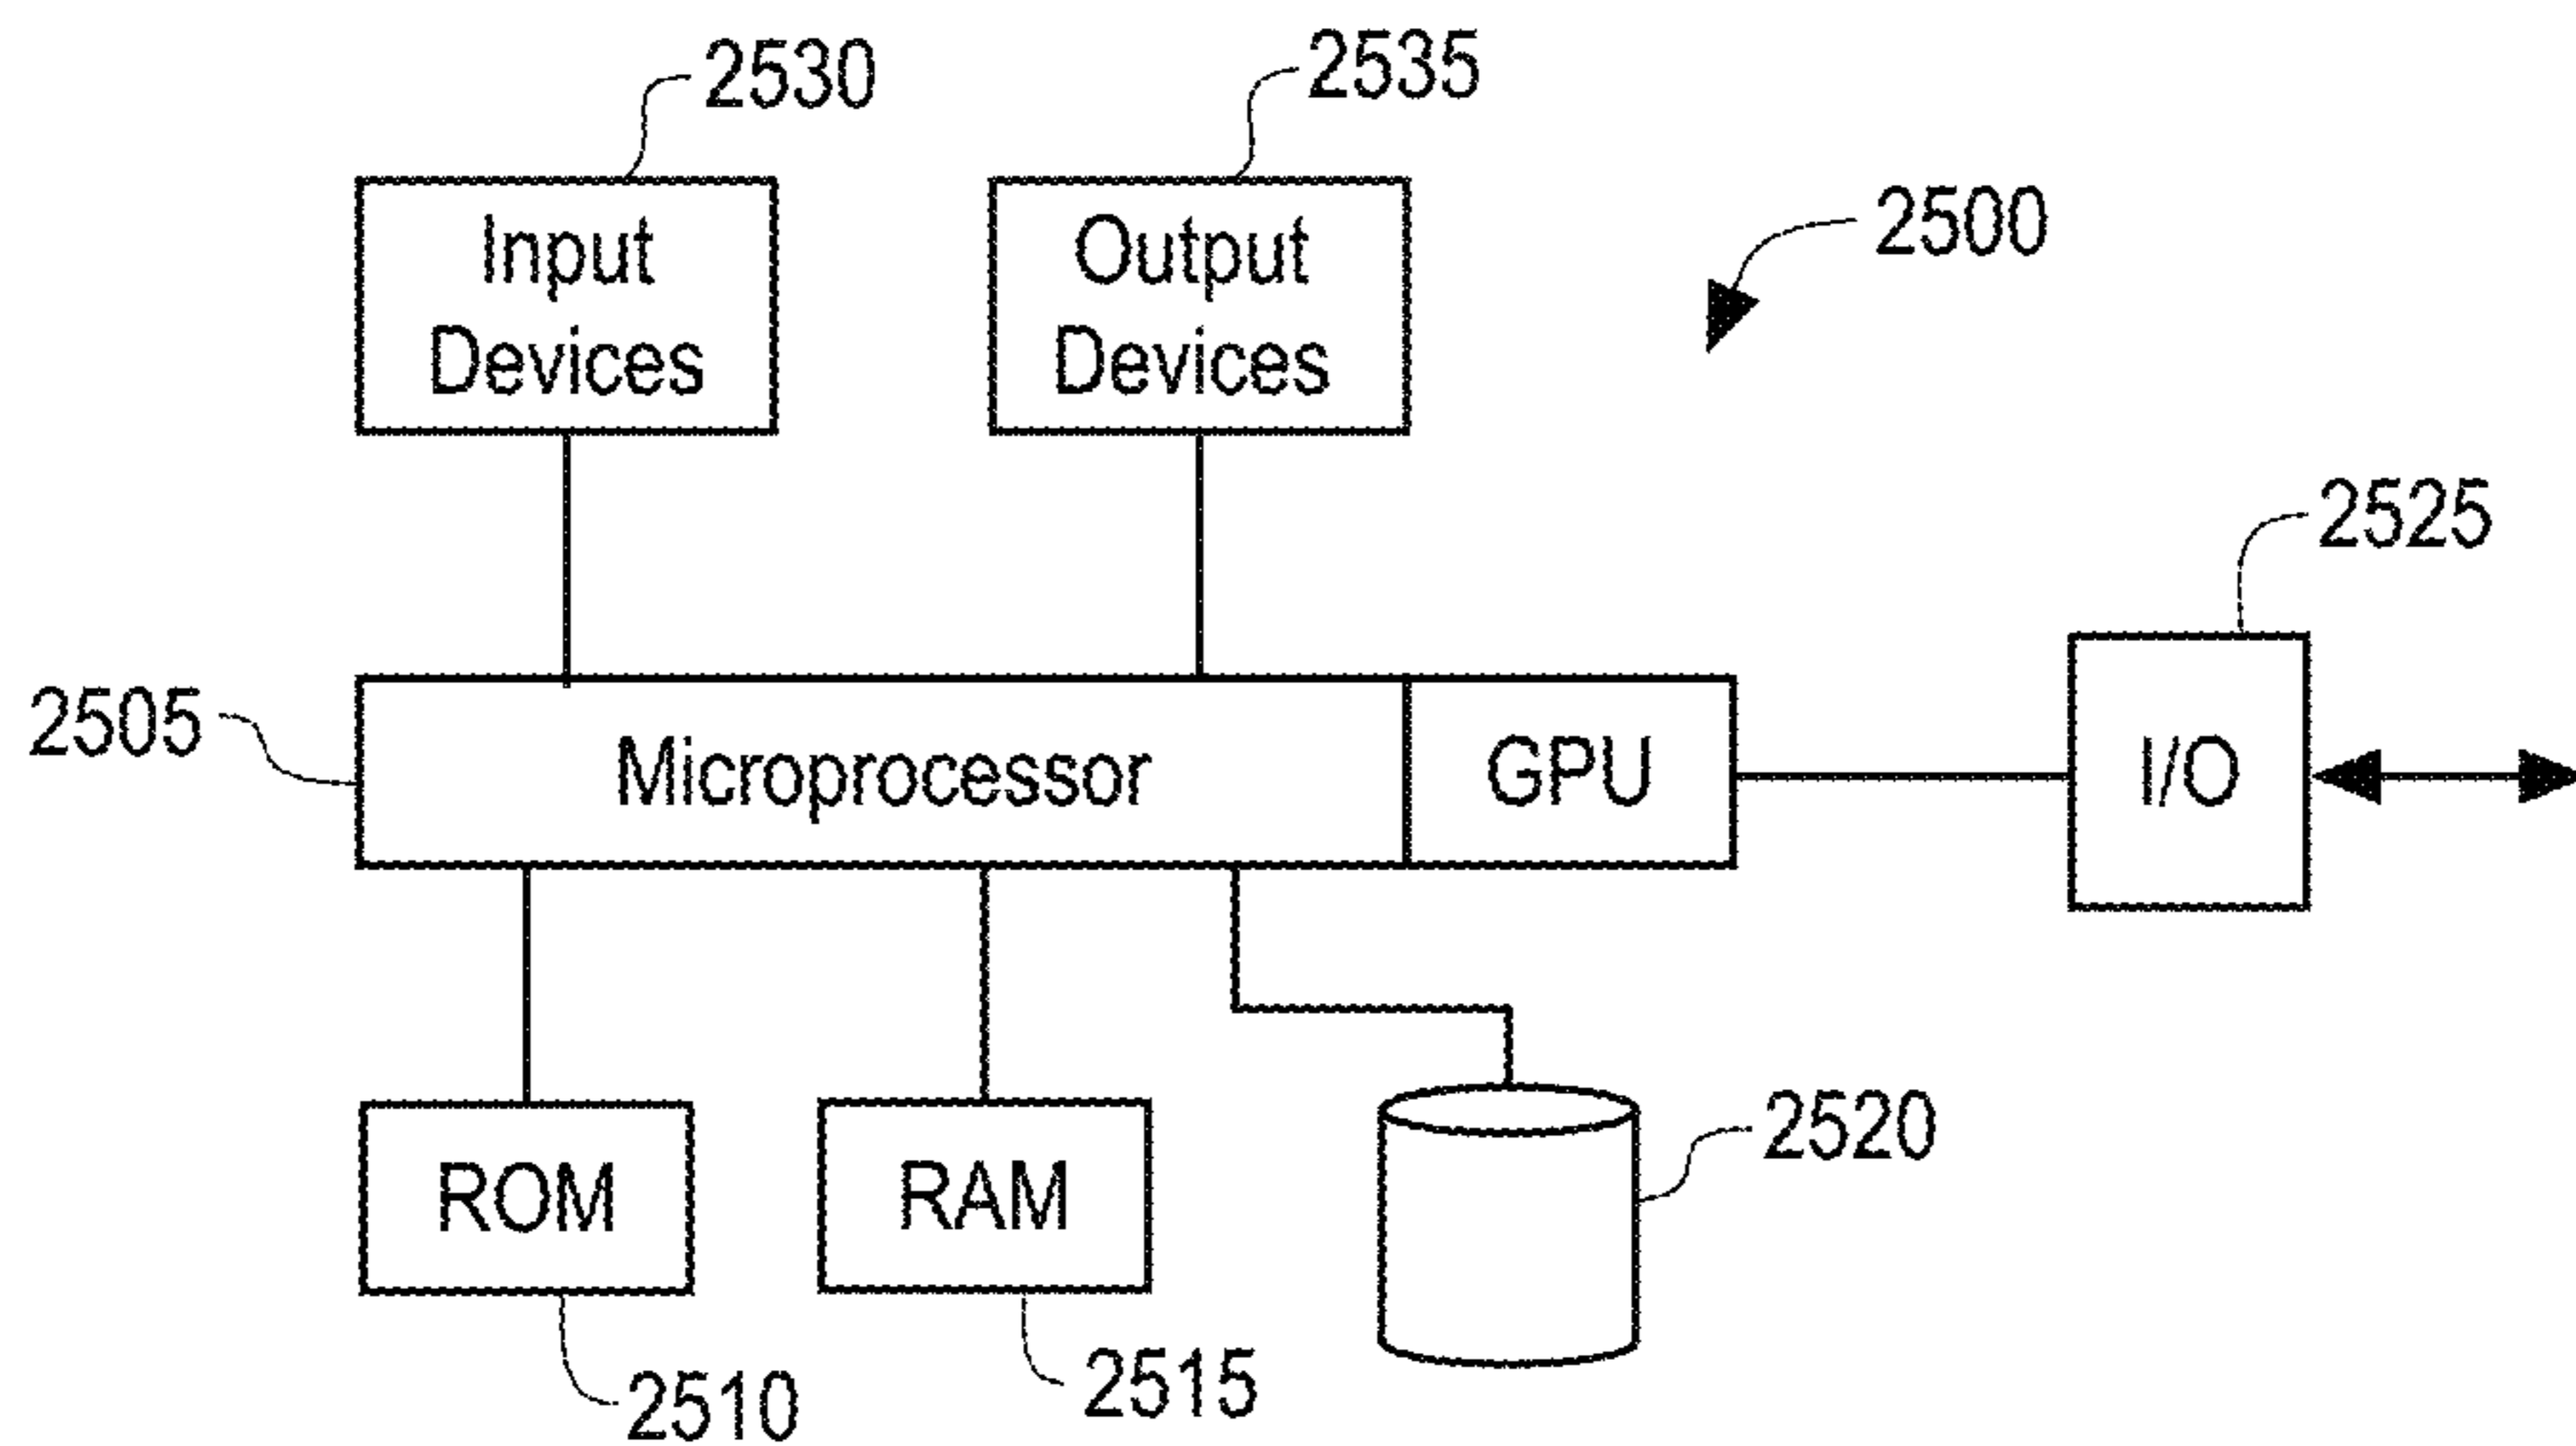 2530
2535
Input
Devices
Output
Devices
2500
2525
2505
Microprocessor
GPU
I/O
ROM
RAM
2520
2510
2515